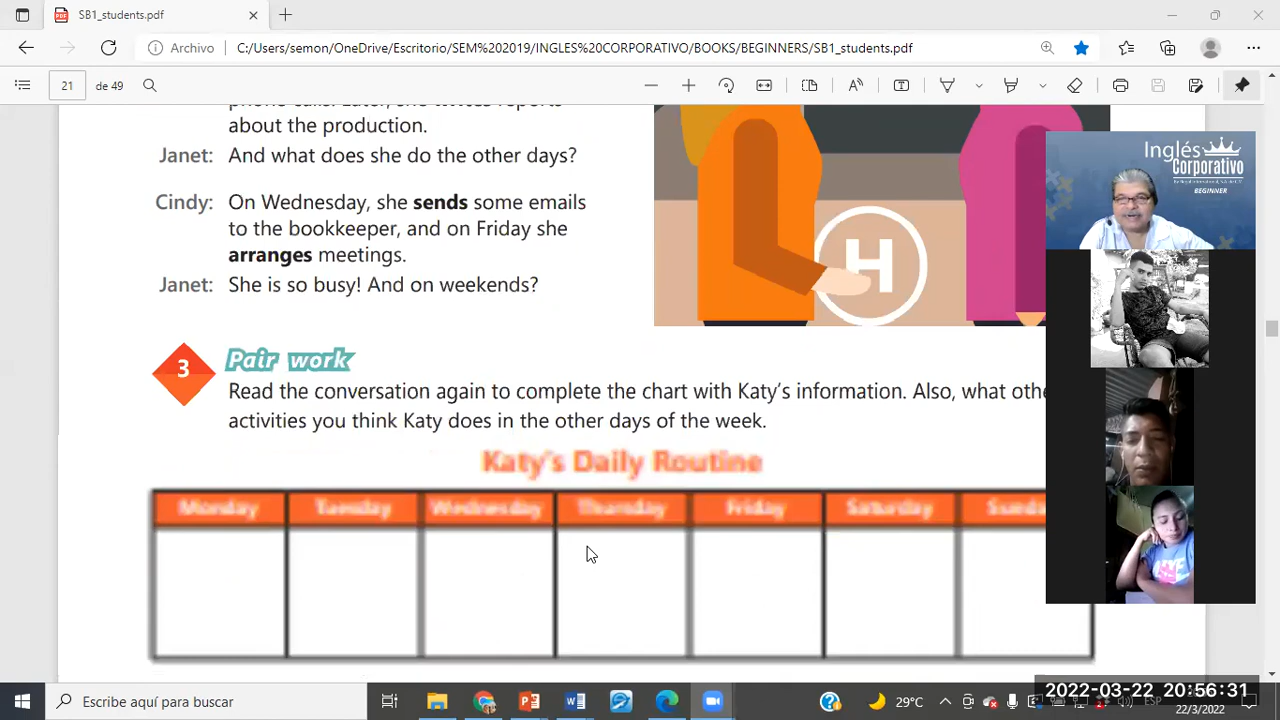 SB1_students.pdf
Archivo
C:/Users/semon/OneDrive/Escritorio/SEM%202019/INGLES%20CORPORATIVO/BOOKS/BEGINNERS/SB1_students.pdf
21 de 49
about the production.
Janet: And what does she do the other days?
Cindy: On Wednesday, she sends some emails
to the bookkeeper, and on Friday she
arranges meetings.
Janet: She is so busy! And on weekends?
H
Inglés
Corporativo
BEGINNER
3 Pair work
Read the conversation again to complete the chart with Katy's information. Also, what
activities you think Katy does in the other days of the week.
Katy's Daily Routine
Monday Tuesday Wednesday Thursday Friday Saturday
Escribe aquí para buscar
29°C
ESP
2022-03-22 20:56:31
22/3/2022